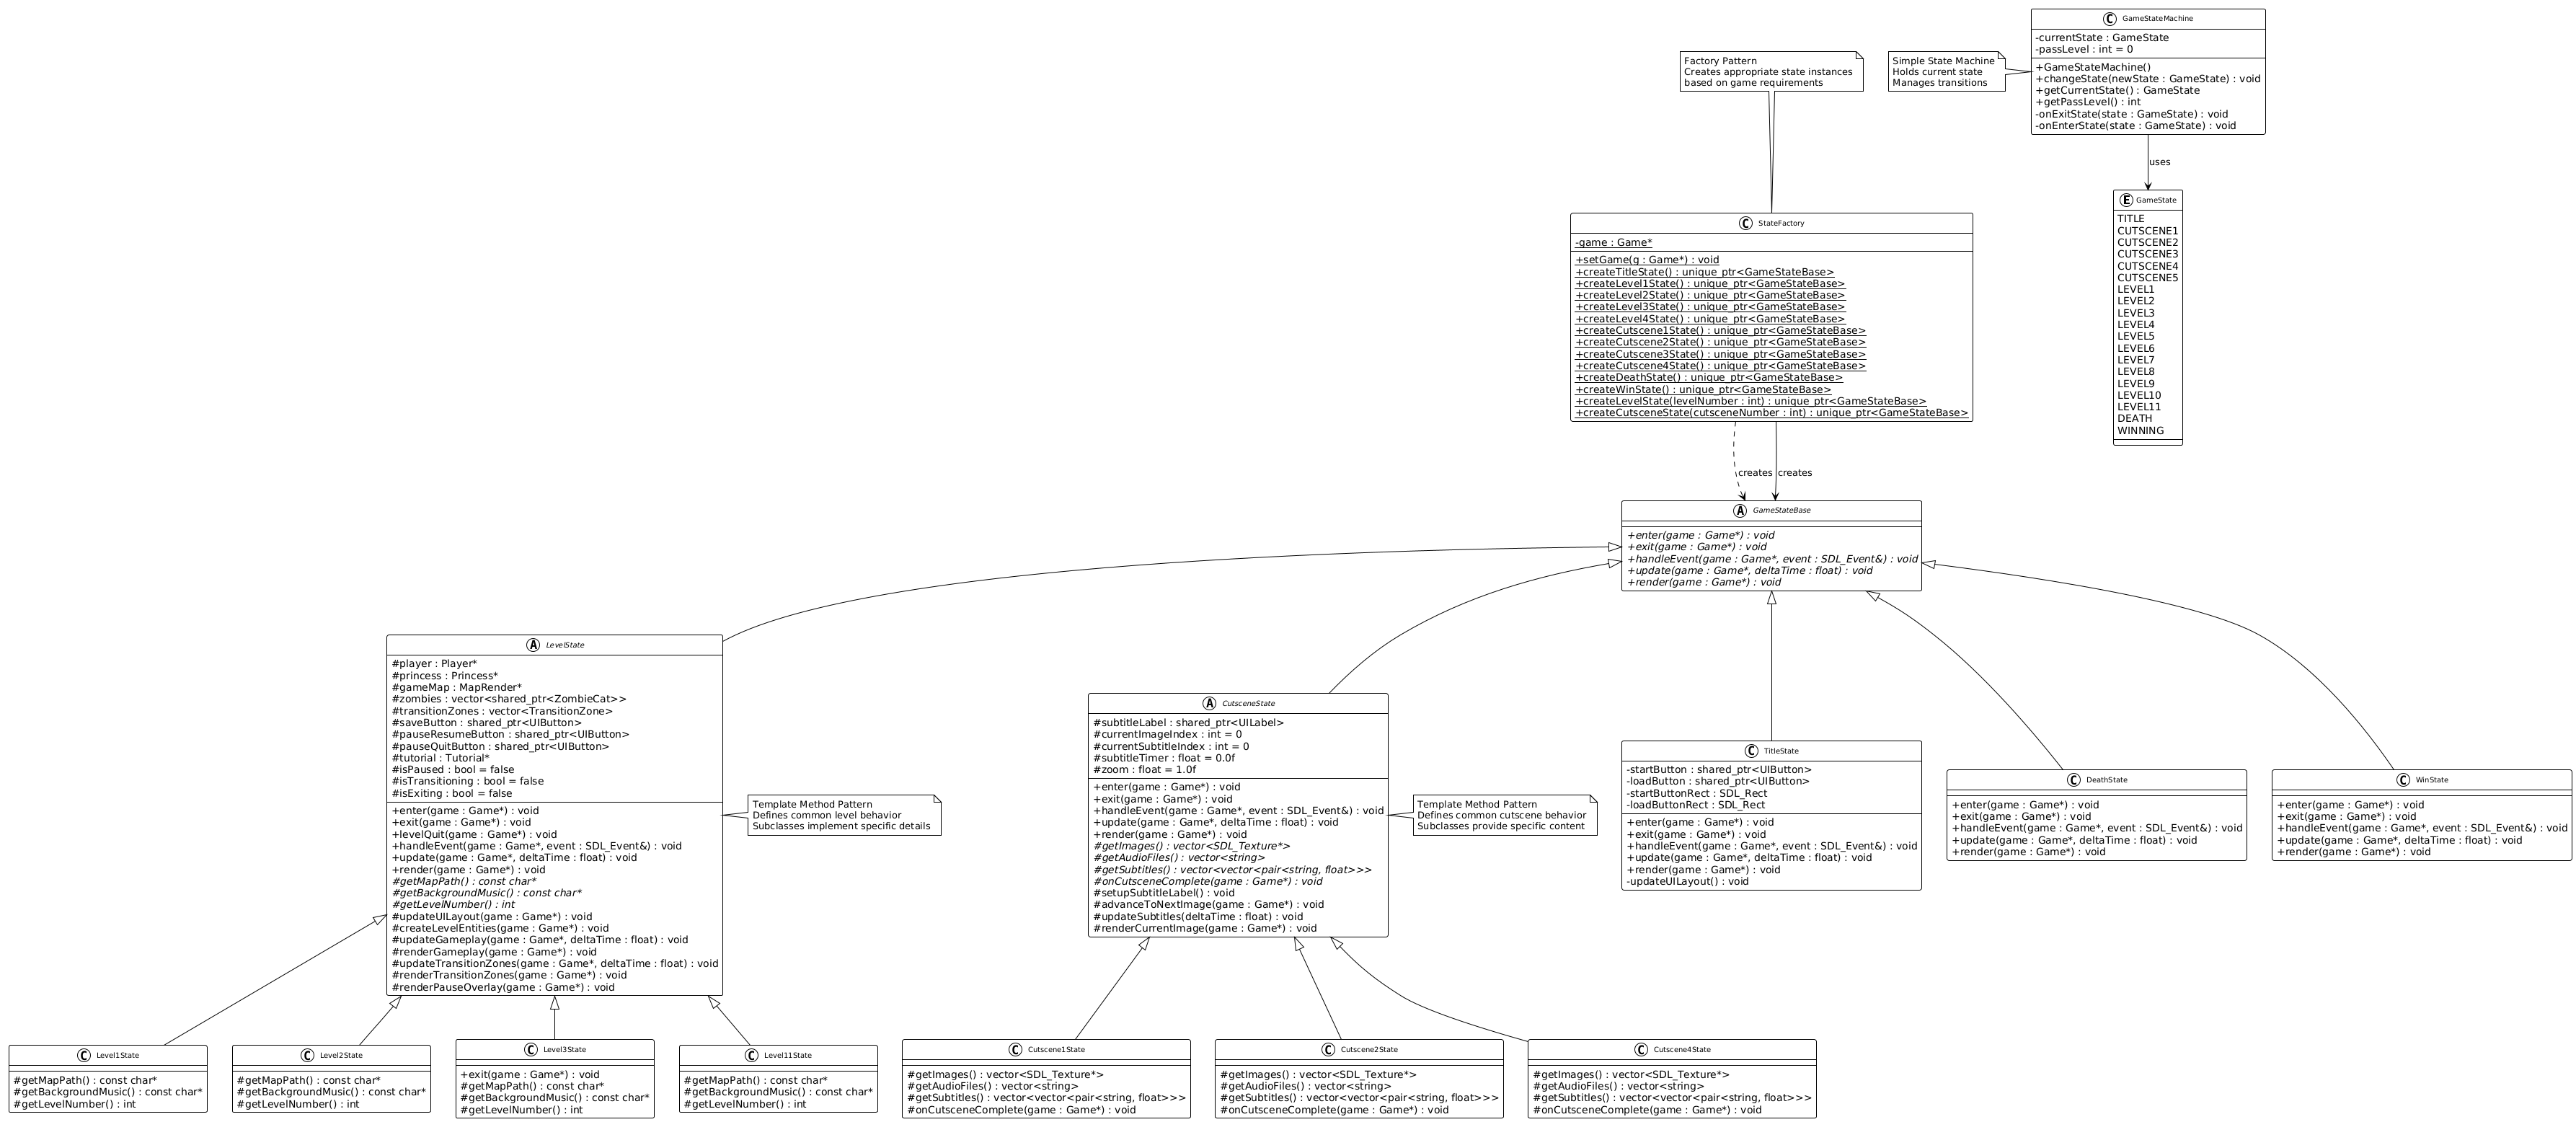 C GameStateMachine
-currentState : GameState
-passLevel : int = 0
+GameStateMachine()
+changeState(newState : GameState) : void
+getCurrentState() : GameState
+getPassLevel() : int
-onExitState(state : GameState) : void
-onEnterState(state : GameState) : void
Factory Pattern
Creates appropriate state instances
based on game requirements
Simple State Machine
Holds current state
Manages transitions
uses
E GameState
TITLE
CUTSCENE1
CUTSCENE2
CUTSCENE3
CUTSCENE4
CUTSCENE5
LEVEL1
LEVEL2
LEVEL3
LEVEL4
LEVEL5
LEVEL6
LEVEL7
LEVEL8
LEVEL9
LEVEL10
LEVEL11
DEATH
WINNING
C StateFactory
-game : Game*
+setGame(g : Game*) : void
+createTitleState() : unique_ptr<GameStateBase>
+createLevel1State() : unique_ptr<GameStateBase>
+createLevel2State() : unique_ptr<GameStateBase>
+createLevel3State() : unique_ptr<GameStateBase>
+createLevel4State() : unique_ptr<GameStateBase>
+createCutscene1State() : unique_ptr<GameStateBase>
+createCutscene2State() : unique_ptr<GameStateBase>
+createCutscene3State() : unique_ptr<GameStateBase>
+createCutscene4State() : unique_ptr<GameStateBase>
+createDeathState() : unique_ptr<GameStateBase>
+createWinState() : unique_ptr<GameStateBase>
+createLevelState(levelNumber : int) : unique_ptr<GameStateBase>
+createCutsceneState(cutsceneNumber : int) : unique_ptr<GameStateBase>
creates
creates
A GameStateBase
+enter(game : Game*) : void
+exit(game : Game*) : void
+handleEvent(game : Game*, event : SDL_Event&) : void
+update(game : Game*, deltaTime : float) : void
+render(game : Game*) : void
A LevelState
#player : Player*
#princess : Princess*
#gameMap : MapRender*
#zombies : vector<shared_ptr<ZombieCat>>
#transitionZones : vector<TransitionZone>
#saveButton : shared_ptr<UIButton>
#pauseResumeButton : shared_ptr<UIButton>
#pauseQuitButton : shared_ptr<UIButton>
#tutorial : Tutorial*
#isPaused : bool = false
#isTransitioning : bool = false
#isExiting : bool = false
+enter(game : Game*) : void
+exit(game : Game*) : void
+levelQuit(game : Game*) : void
+handleEvent(game : Game*, event : SDL_Event&) : void
+update(game : Game*, deltaTime : float) : void
+render(game : Game*) : void
#getMapPath() : const char*
#getBackgroundMusic() : const char*
#getLevelNumber() : int
#updateUILayout(game : Game*) : void
#createLevelEntities(game : Game*) : void
#updateGameplay(game : Game*, deltaTime : float) : void
#renderGameplay(game : Game*) : void
#updateTransitionZones(game : Game*, deltaTime : float) : void
#renderTransitionZones(game : Game*) : void
#renderPauseOverlay(game : Game*) : void
Template Method Pattern
Defines common level behavior
Subclasses implement specific details
A CutsceneState
#subtitleLabel : shared_ptr<UILabel>
#currentImageIndex : int = 0
#currentSubtitleIndex : int = 0
#subtitleTimer : float = 0.0f
#zoom : float = 1.0f
+enter(game : Game*) : void
+exit(game : Game*) : void
+handleEvent(game : Game*, event : SDL_Event&) : void
+update(game : Game*, deltaTime : float) : void
+render(game : Game*) : void
#getImages() : vector<SDL_Texture*>
#getAudioFiles() : vector<string>
#getSubtitles() : vector<vector<pair<string, float>>>
#onCutsceneComplete(game : Game*) : void
#setupSubtitleLabel() : void
#advanceToNextImage(game : Game*) : void
#updateSubtitles(deltaTime : float) : void
#renderCurrentImage(game : Game*) : void
Template Method Pattern
Defines common cutscene behavior
Subclasses provide specific content
C TitleState
-startButton : shared_ptr<UIButton>
-loadButton : shared_ptr<UIButton>
-startButtonRect : SDL_Rect
-loadButtonRect : SDL_Rect
+enter(game : Game*) : void
+exit(game : Game*) : void
+handleEvent(game : Game*, event : SDL_Event&) : void
+update(game : Game*, deltaTime : float) : void
+render(game : Game*) : void
-updateUILayout() : void
C DeathState
+enter(game : Game*) : void
+exit(game : Game*) : void
+handleEvent(game : Game*, event : SDL_Event&) : void
+update(game : Game*, deltaTime : float) : void
+render(game : Game*) : void
C WinState
+enter(game : Game*) : void
+exit(game : Game*) : void
+handleEvent(game : Game*, event : SDL_Event&) : void
+update(game : Game*, deltaTime : float) : void
+render(game : Game*) : void
C Level1State
#getMapPath() : const char*
#getBackgroundMusic() : const char*
#getLevelNumber() : int
C Level2State
#getMapPath() : const char*
#getBackgroundMusic() : const char*
#getLevelNumber() : int
C Level3State
+exit(game : Game*) : void
#getMapPath() : const char*
#getBackgroundMusic() : const char*
#getLevelNumber() : int
C Level11State
#getMapPath() : const char*
#getBackgroundMusic() : const char*
#getLevelNumber() : int
C Cutscene1State
#getImages() : vector<SDL_Texture*>
#getAudioFiles() : vector<string>
#getSubtitles() : vector<vector<pair<string, float>>>
#onCutsceneComplete(game : Game*) : void
C Cutscene2State
#getImages() : vector<SDL_Texture*>
#getAudioFiles() : vector<string>
#getSubtitles() : vector<vector<pair<string, float>>>
#onCutsceneComplete(game : Game*) : void
C Cutscene4State
#getImages() : vector<SDL_Texture*>
#getAudioFiles() : vector<string>
#getSubtitles() : vector<vector<pair<string, float>>>
#onCutsceneComplete(game : Game*) : void